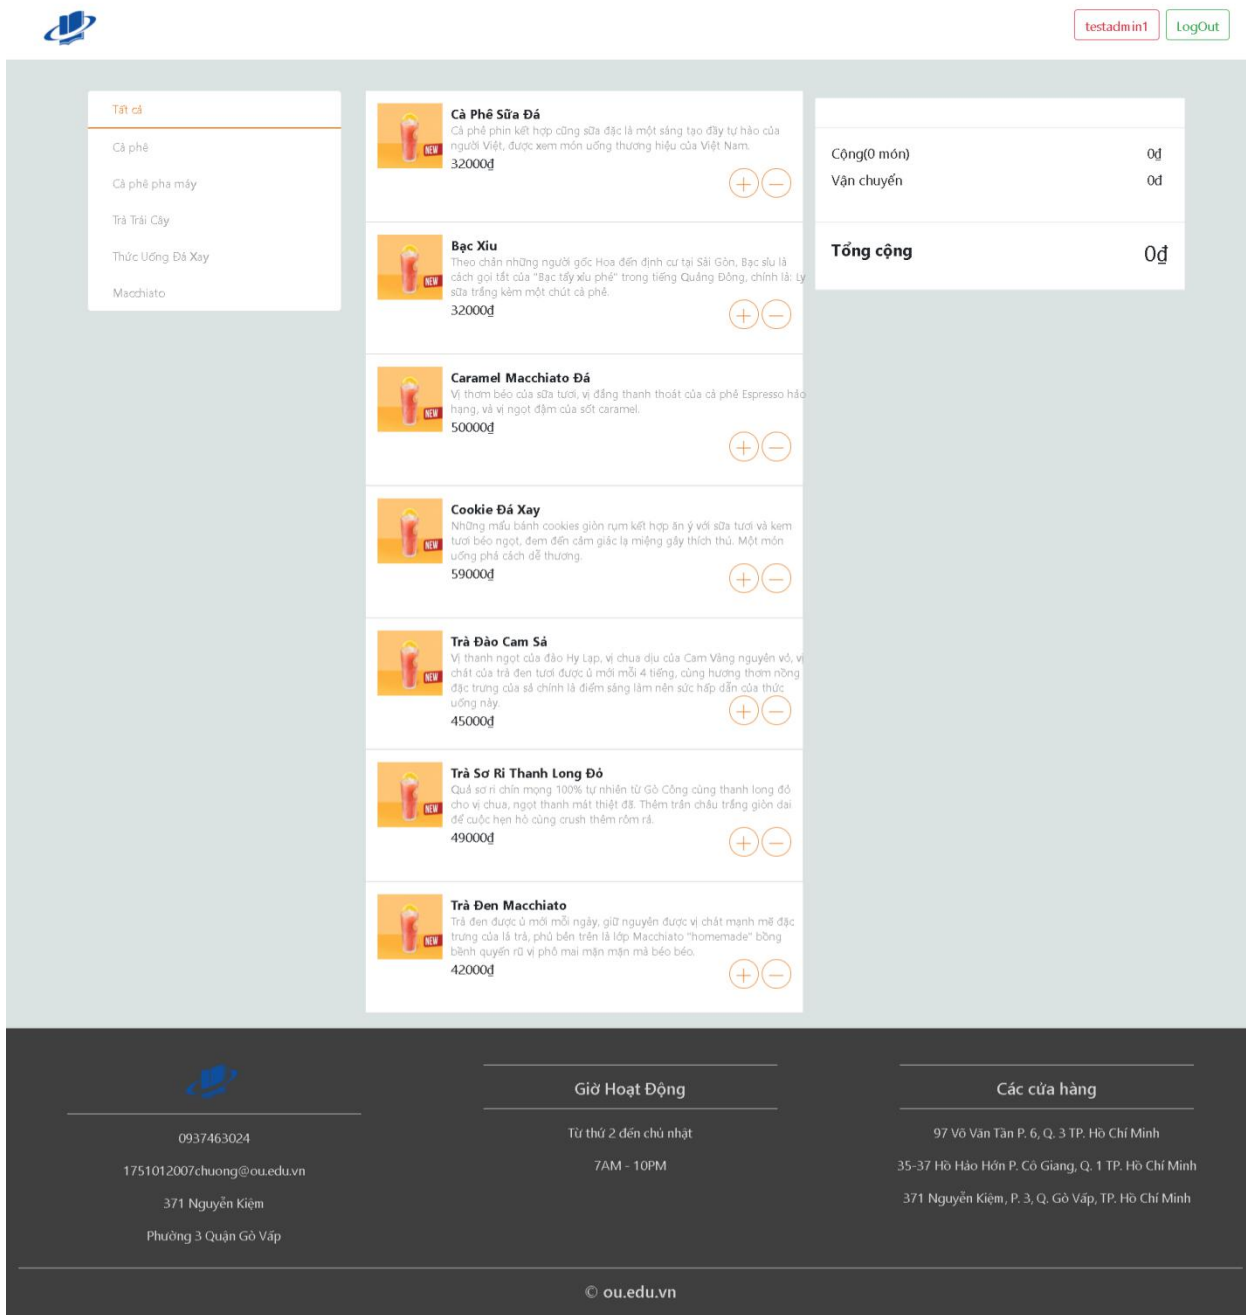 testadmin1 LogOut
Tất cả
Cà phê
Cà phê pha máy
Trà Trái Cây
Thức Uống Đá Xay
Macchiato
Cà Phê Sữa Đá
Cà phê phin kết hợp cũng sữa đặc là một sáng tạo đầy tự hào của
người Việt, được xem món uống thương hiệu của Việt Nam.
32000₫
NEW
Bạc Xỉu
Theo chân những người gốc Hoa đến định cư tại Sài Gòn, Bạc sỉu là
cách gọi tắt của "Bạc tẩy xỉu phé" trong tiếng Quảng Đông, chính là: Ly
sữa trắng kèm một chút cà phê.
32000₫
NEW
Caramel Macchiato Đá
Vị thơm béo của sữa tươi, vị đắng thanh thoát của cà phê Espresso hảo
hạng, và vị ngọt đậm của sốt caramel.
50000₫
NEW
Cookie Đá Xay
Những mẩu bánh cookies giòn rụm kết hợp ăn ý với sữa tươi và kem
tươi béo ngọt, đem đến cảm giác lạ miệng gây thích thú. Một món
uống phá cách dễ thương.
59000₫
NEW
Trà Đào Cam Sả
Vị thanh ngọt của đào Hy Lạp, vị chua dịu của Cam Vàng nguyên vỏ, vị
chát của trà đen tươi được ủ mới mỗi 4 tiếng, cùng hương thơm nồng
đặc trưng của sả chính là điểm sáng làm nên sức hấp dẫn của thức
uống này.
45000₫
NEW
Trà Sơ Ri Thanh Long Đỏ
Quả sơ ri chín mọng 100% tự nhiên từ Gò Công cùng thanh long đỏ
cho vị chua, ngọt thanh mát thiệt đã. Thêm trân châu trắng giòn dai
để cuộc hẹn hò cùng crush thêm rôm rả.
49000₫
NEW
Trà Đen Macchiato
Trà đen được ủ mới mỗi ngày, giữ nguyên được vị chát mạnh mẽ đặc
trưng của lá trà, phủ bên trên là lớp Macchiato "homemade" bồng
bềnh quyến rũ vị phô mai mặn mặn mà béo béo.
42000₫
NEW
Cộng(0 món) 0₫
Vận chuyển 0đ
Tổng cộng 0₫
0937463024
1751012007chuong@ou.edu.vn
371 Nguyễn Kiệm
Phường 3 Quận Gò Vấp
Giờ Hoạt Động
Từ thứ 2 đến chủ nhật
7AM - 10PM
Các cửa hàng
97 Võ Văn Tần P. 6, Q. 3 TP. Hồ Chí Minh
35-37 Hồ Hảo Hớn P. Cô Giang, Q. 1 TP. Hồ Chí Minh
371 Nguyễn Kiệm, P. 3, Q. Gò Vấp, TP. Hồ Chí Minh
© ou.edu.vn